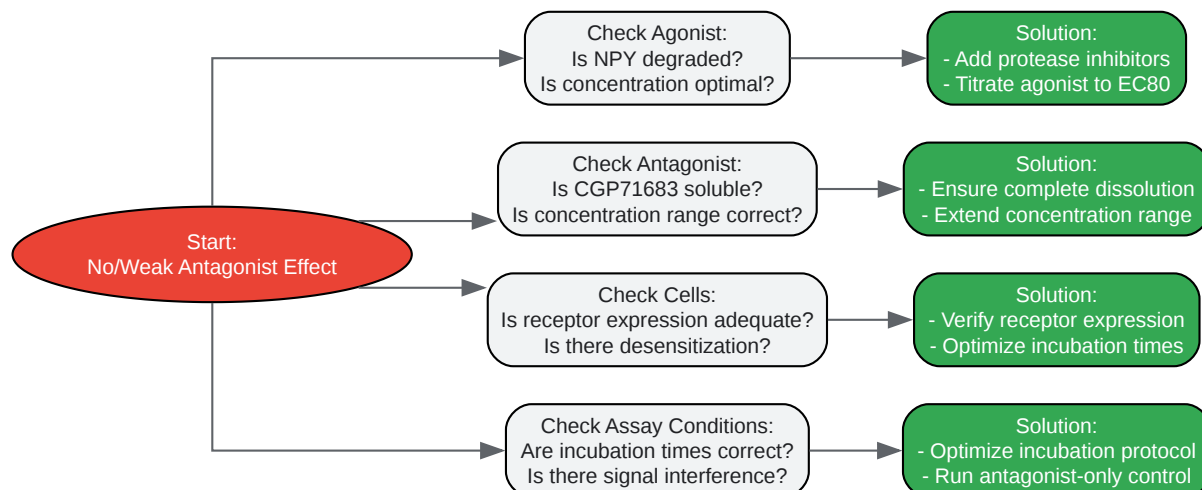 Start:
No/Weak Antagonist Effect
Check Agonist:
Is NPY degraded?
Is concentration optimal?
Solution:
- Add protease inhibitors
- Titrate agonist to EC80
Check Antagonist:
Is CGP71683 soluble?
Is concentration range correct?
Solution:
- Ensure complete dissolution
- Extend concentration range
Check Cells:
Is receptor expression adequate?
Is there desensitization?
Solution:
- Verify receptor expression
- Optimize incubation times
Check Assay Conditions:
Are incubation times correct?
Is there signal interference?
Solution:
- Optimize incubation protocol
- Run antagonist-only control